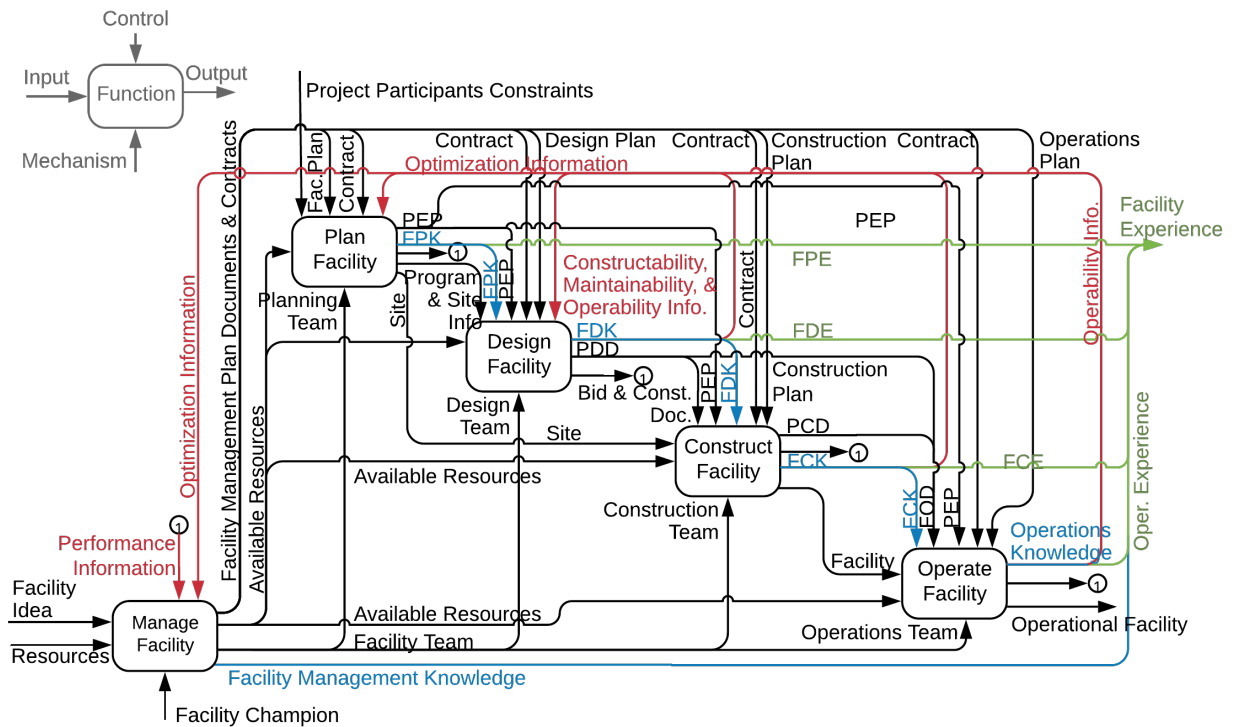 Control
Input
Function
Output
Mechanism
Project Participants Constraints
Facility Management Plan Documents & Contracts
Fac.Plan
Contract
Contract
Design Plan
Contract
Construction
Plan
Contract
Operations
Plan
Optimization Information
Optimization Information
Plan
Facility
PEP
FPK
1
Program
& Site
Info
FPK
PEP
PEP
Facility
Experience
FPE
Constructability,
Maintainability, &
Operability Info.
Contract
Operability Info.
Planning
Team
Site
Design
Facility
FDK
PDD
1
Bid & Const.
Doc.
PEP
FDK
FDE
Construction
Plan
Design
Team
Site
Available Resources
Available Resources
Construct
Facility
PCD
1
FCK
FCE
Oper. Experience
Construction
Team
FCK
FOD
PEP
Operations
Knowledge
1
Performance
Information
Facility
Idea
Resources
Manage
Facility
Facility
Operate
Facility
1
Operational Facility
Available Resources
Facility Team
Operations Team
Facility Management Knowledge
Facility Champion